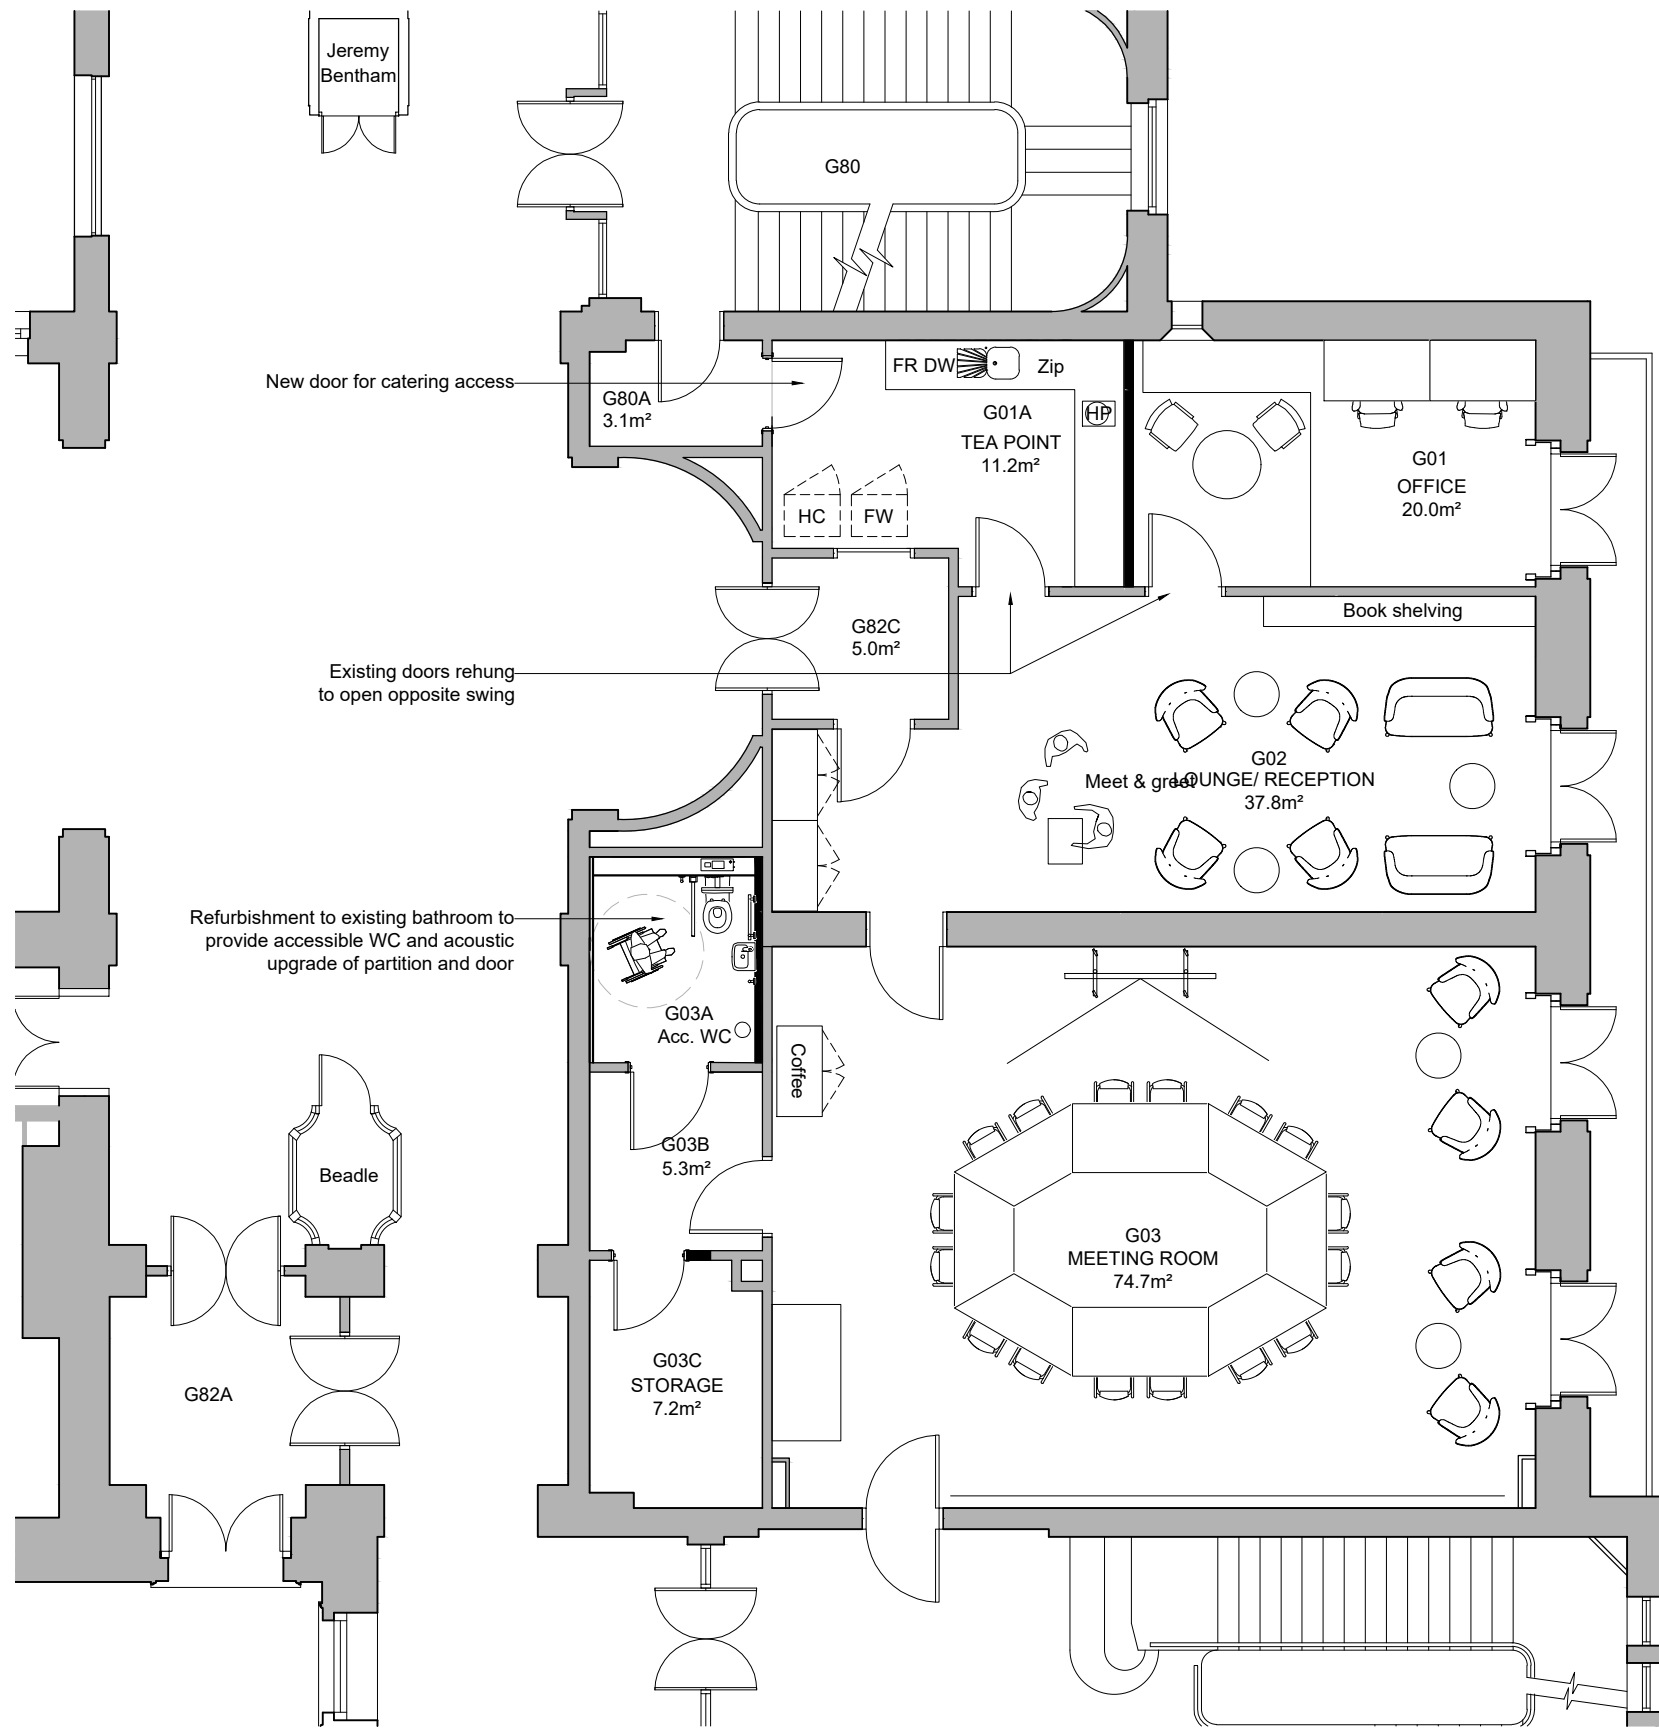 Jeremy
Bentham
G80
New door for catering access
G80A
3.1m²
FR DW
Zip
HP
G01A
TEA POINT
11.2m²
G01
OFFICE
20.0m²
HC
FW
Book shelving
G82C
5.0m²
Existing doors rehung
to open opposite swing
G02
Meet & greet
LOUNGE/ RECEPTION
37.8m²
Refurbishment to existing bathroom to
provide accessible WC and acoustic
upgrade of partition and door
G03A
Acc. WC
Coffee
G03B
5.3m²
Beadle
G03
MEETING ROOM
74.7m²
G03C
STORAGE
7.2m²
G82A